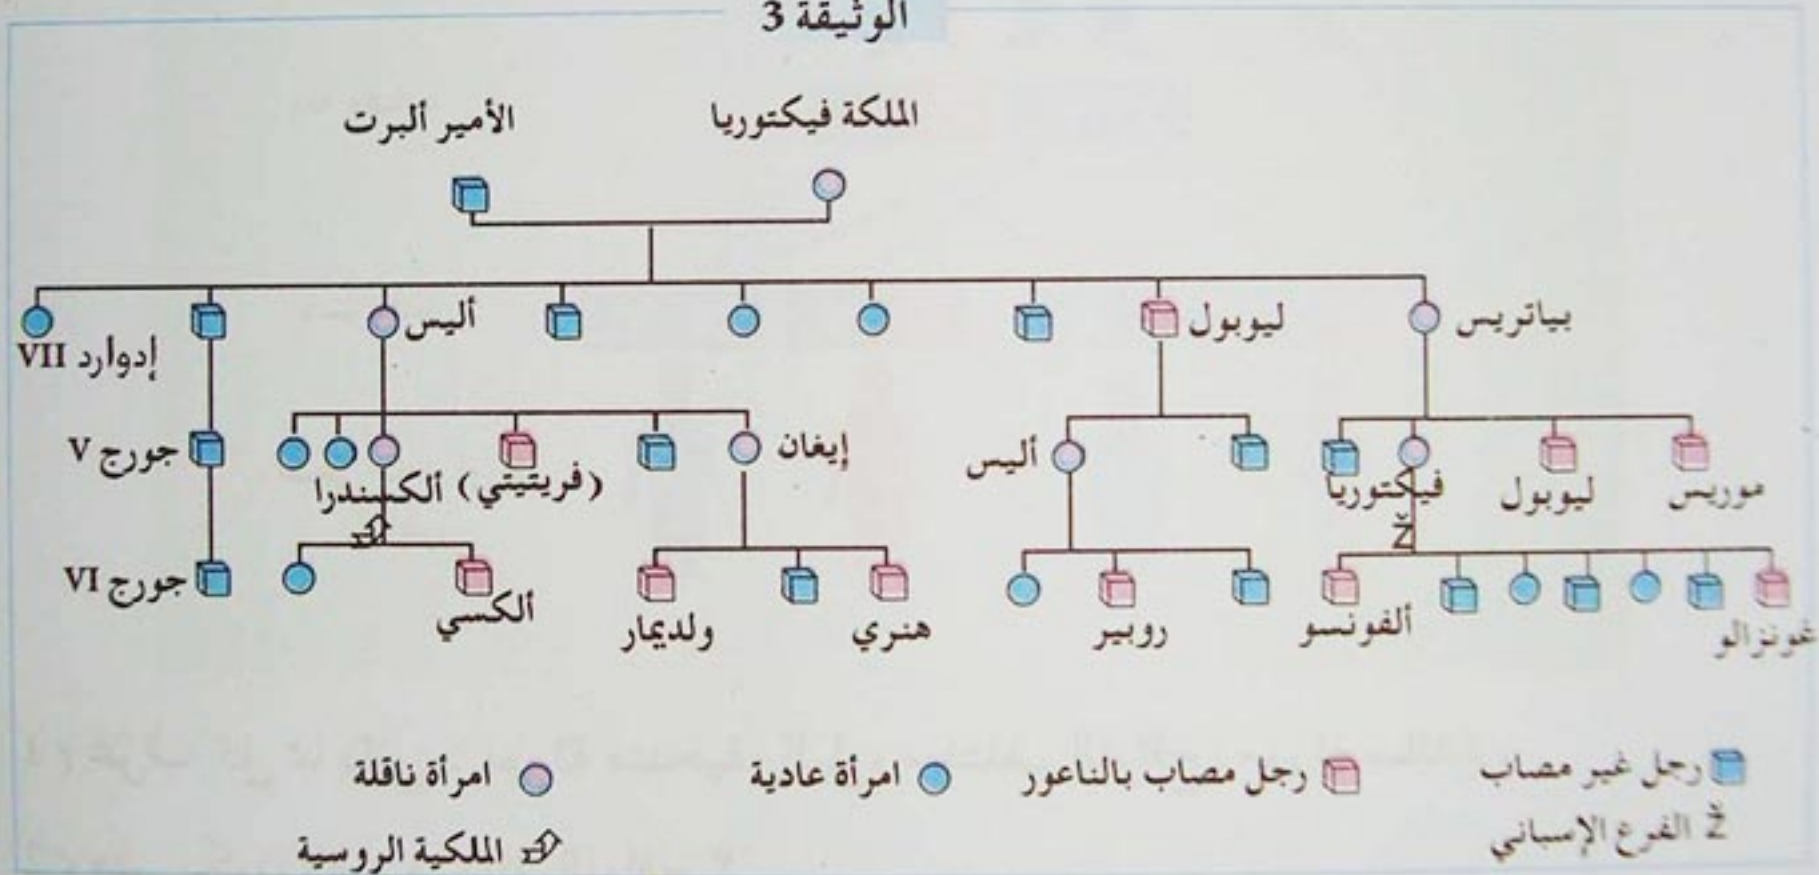 الوثيقة 3
الملكة فيكتوريا
الأمير ألبرت
بياتريس
ليوبول
أليس
إدوارد VII
موريس
ليوبول
فيكتوريا
Ž
أليس
إيغان
(فريتيتي)
ألكسندرا
جورج V
غونزالو
ألفونسو
روبير
هنري
ولديمار
ألكسي
جورج VI
رجل غير مصاب
رجل مصاب بالناعور
امرأة عادية
امرأة ناقلة
Ž الفرع الإسباني
الملكية الروسية